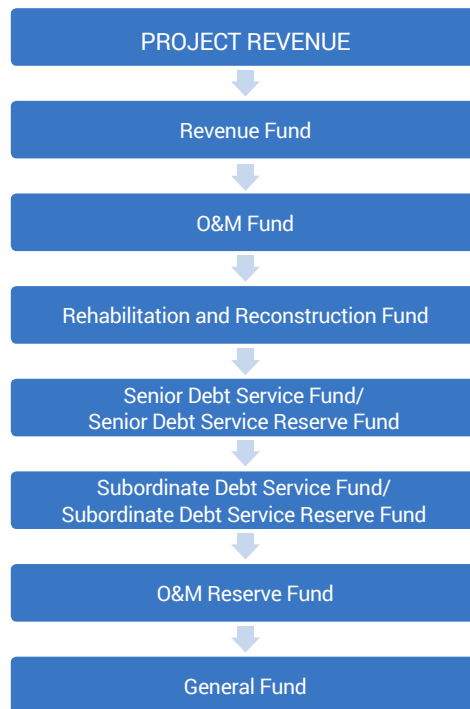 PROJECT REVENUE
Revenue Fund
O&M Fund
Rehabilitation and Reconstruction Fund
Senior Debt Service Fund/
Senior Debt Service Reserve Fund
Subordinate Debt Service Fund/
Subordinate Debt Service Reserve Fund
O&M Reserve Fund
General Fund